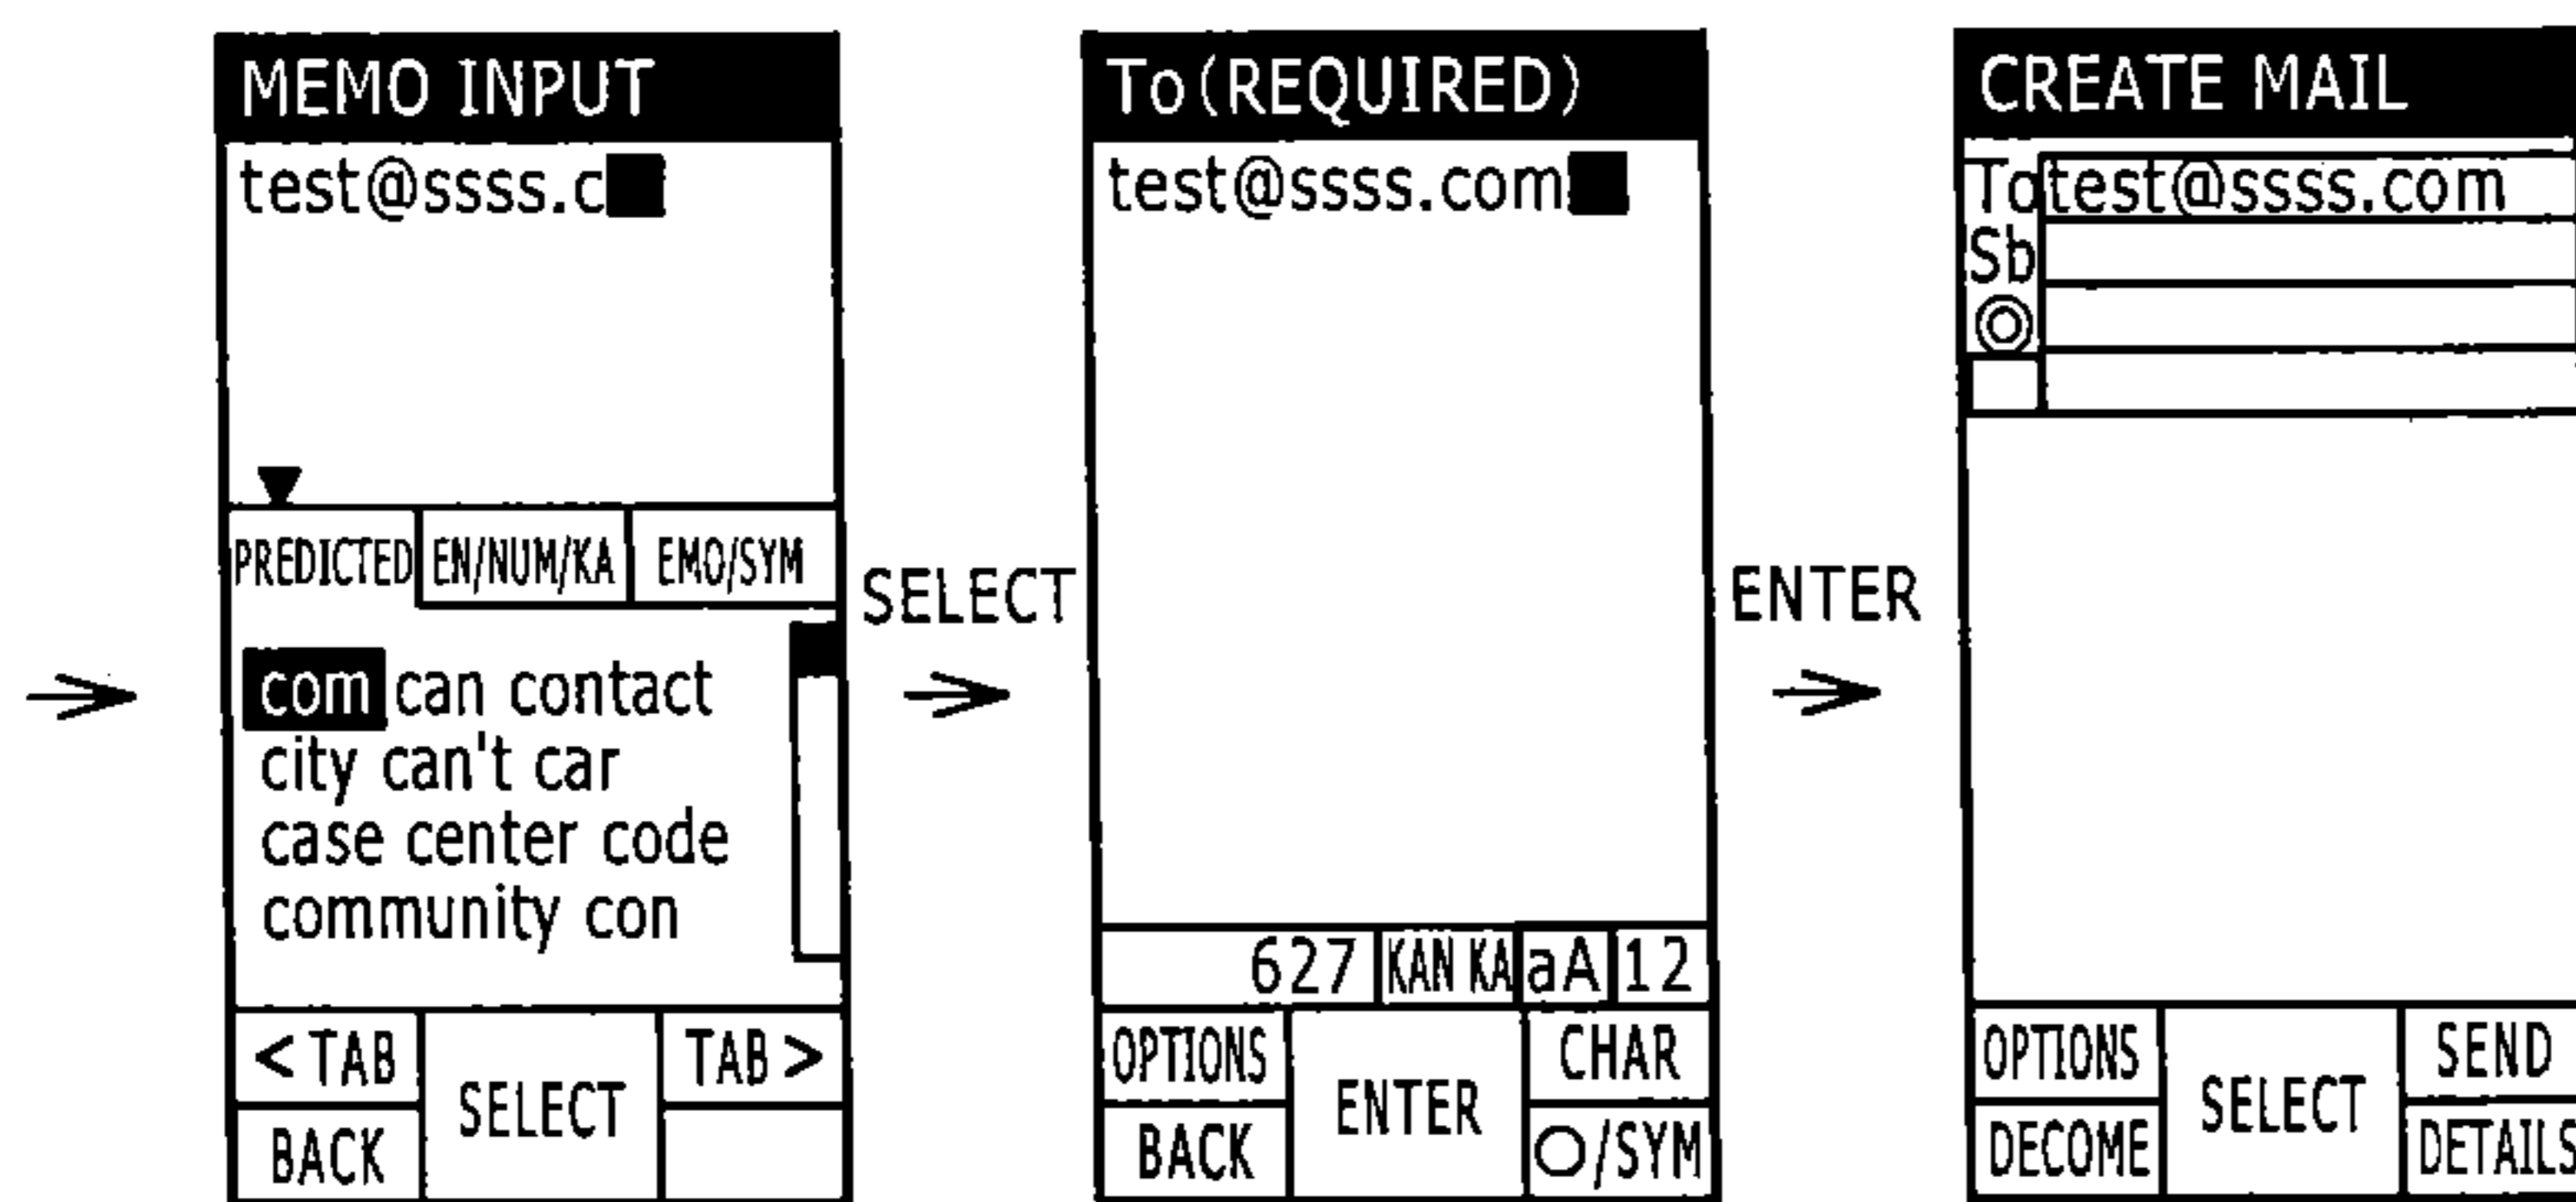 MEMO INPUT
test@ssss.c
PREDICTED EN/NUM/KA EMO/SYM
com can contact
city can't car
case center code
community con
< TAB SELECT TAB >
BACK
SELECT
To(REQUIRED)
test@ssss.com
627 KAN KA aA 12
OPTIONS ENTER CHAR
BACK ○/SYM
ENTER
CREATE MAIL
To test@ssss.com
Sb
◎
OPTIONS SELECT SEND
DECOME DETAILS